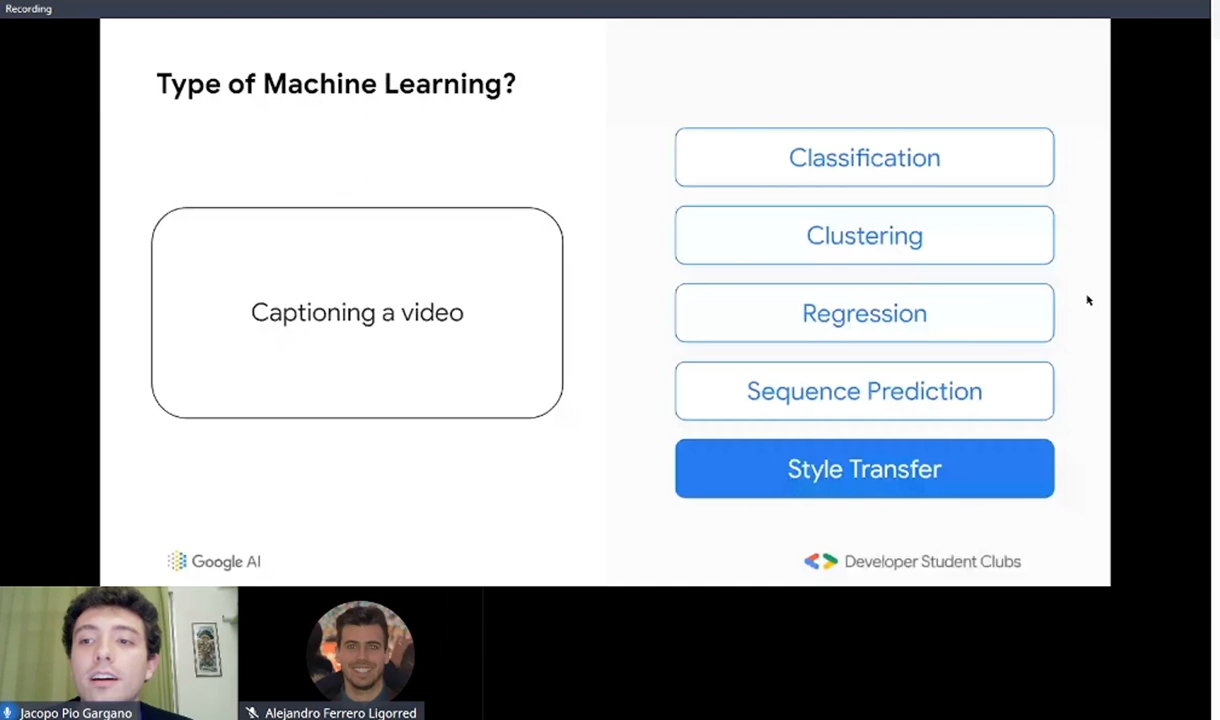 Recording
Type of Machine Learning?
Captioning a video
Classification
Clustering
Regression
Sequence Prediction
Style Transfer
Google AI
Developer Student Clubs
Jacopo Pio Gargano
Alejandro Ferrero Ligorred